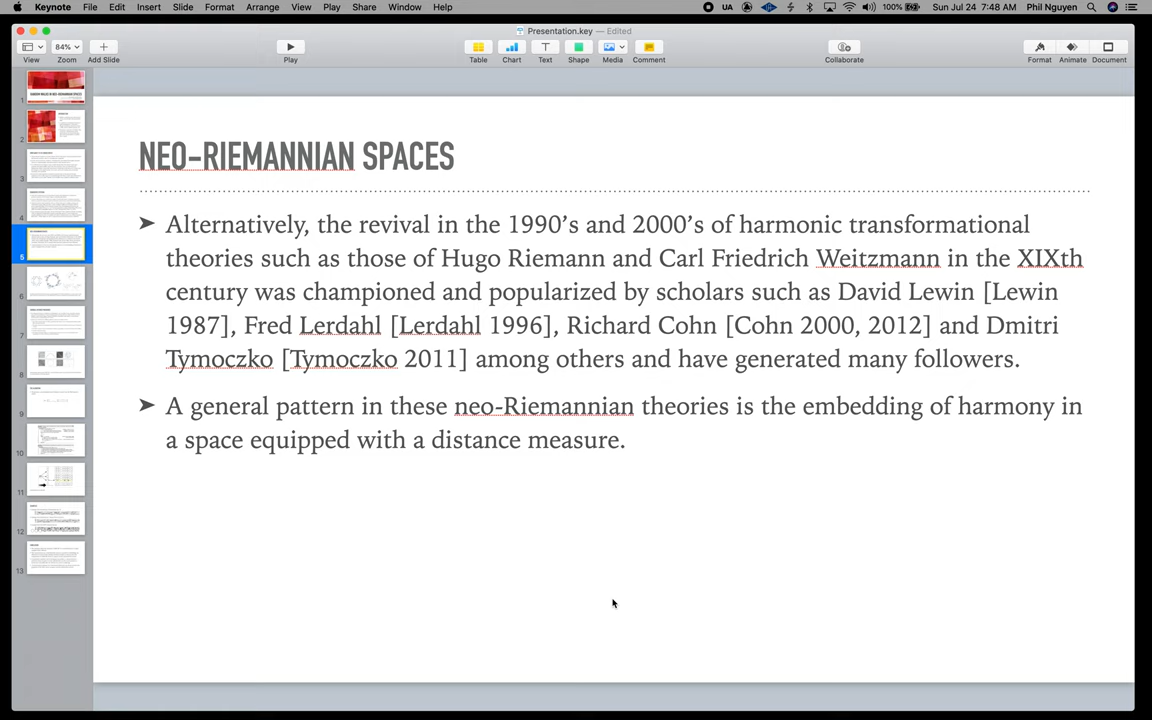 Keynote File Edit Insert Slide Format Arrange View Play Share Window Help UA 100% Sun Jul 24 7:48 AM Phil Nguyen
Presentation.key — Edited
84%
View Zoom Add Slide Play Table Chart Text Shape Media Comment Collaborate Format Animate Document
NEO-RIEMANNIAN SPACES
➤ Alternatively, the revival in the 1990’s and 2000’s of harmonic transformational
theories such as those of Hugo Riemann and Carl Friedrich Weitzmann in the XIXth
century was championed and popularized by scholars such as David Lewin [Lewin
1987], Fred Lerdahl [Lerdahl 1996], Richard Cohn [Cohn 2000, 2012] and Dmitri
Tymoczko [Tymoczko 2011] among others and have generated many followers.
➤ A general pattern in these neo-Riemannian theories is the embedding of harmony in
a space equipped with a distance measure.
1
2
3
4
5
6
7
8
9
10
11
12
13